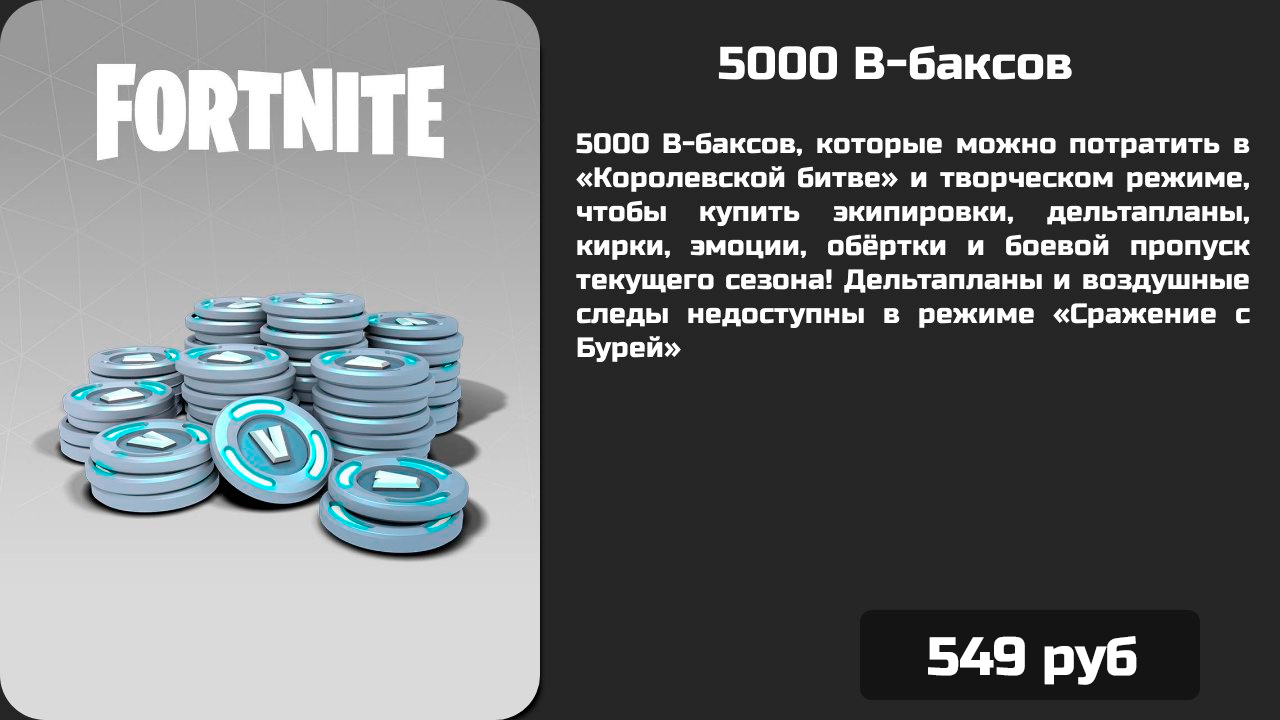 FORTNITE
5000 В-баксов
5000 В-баксов, которые можно потратить в
«Королевской битве» и творческом режиме,
чтобы купить экипировки, дельтапланы,
кирки, эмоции, обёртки и боевой пропуск
текущего сезона! Дельтапланы и воздушные
следы недоступны в режиме «Сражение с
Бурей»
549 руб